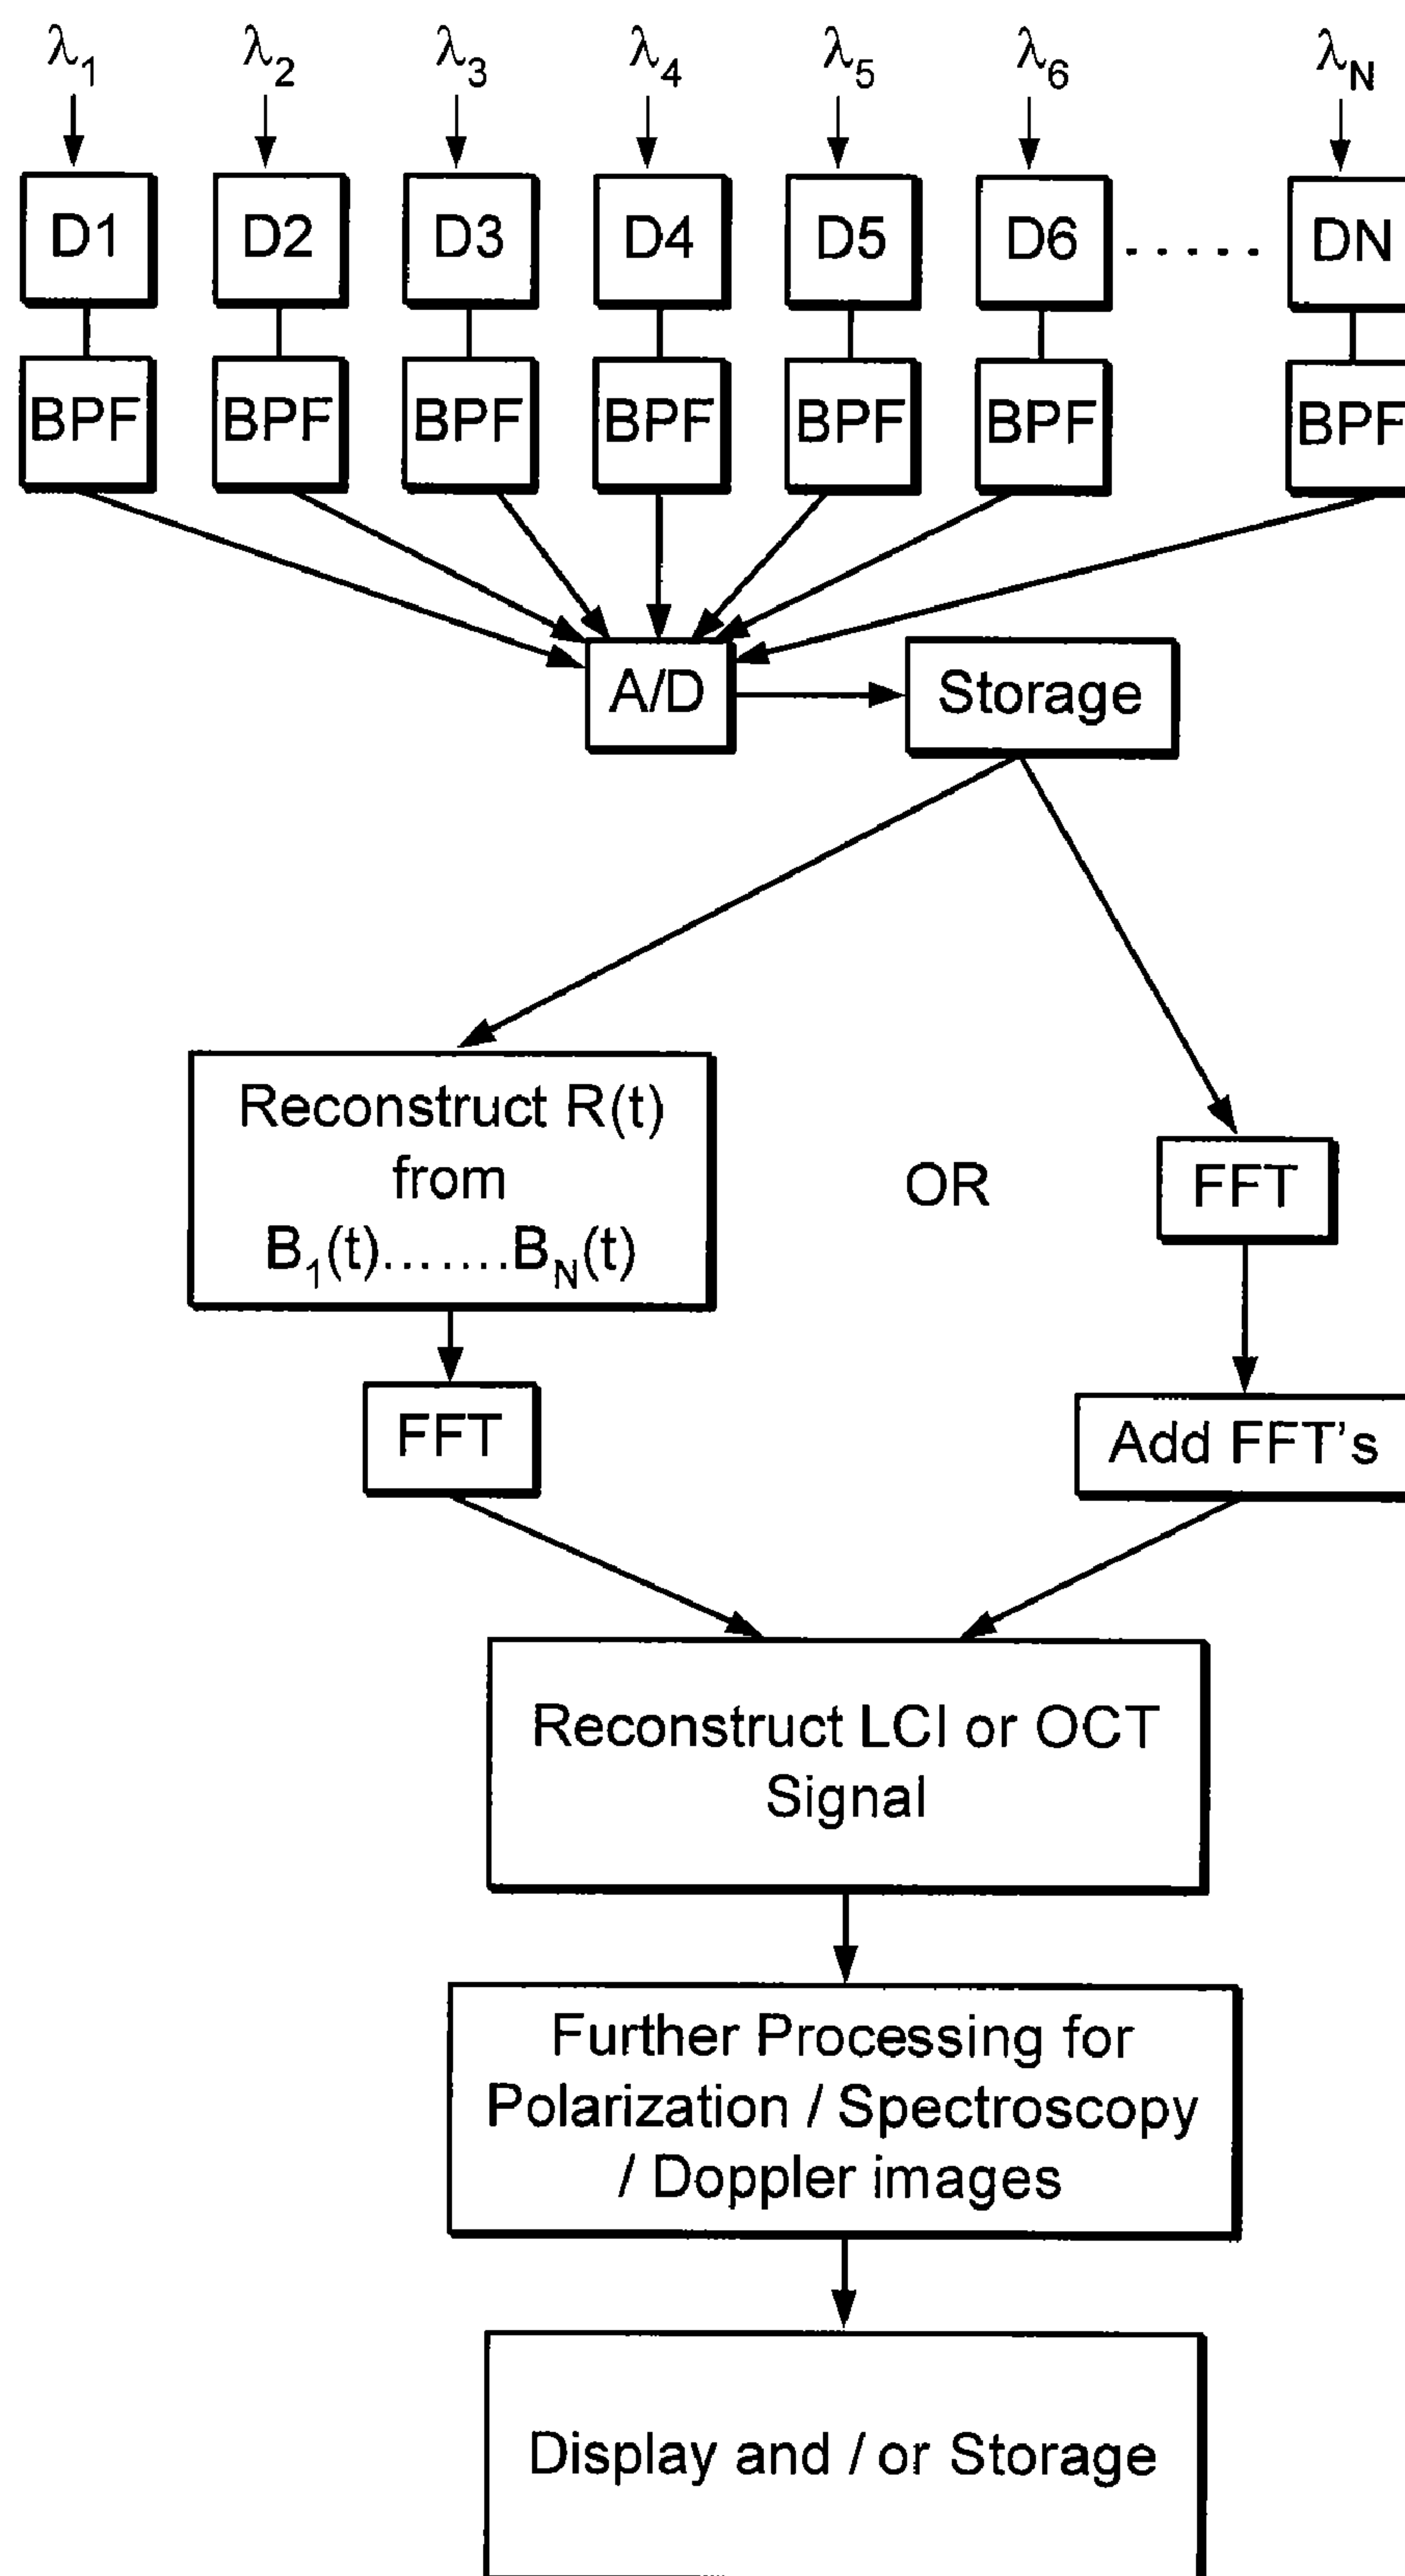 λ1 λ2 λ3 λ4 λ5 λ6 λN
D1 D2 D3 D4 D5 D6 ..... DN
BPF BPF BPF BPF BPF BPF BPF
A/D Storage
Reconstruct R(t)
from
B1(t).......BN(t)
OR
FFT
FFT
Add FFT's
Reconstruct LCI or OCT
Signal
Further Processing for
Polarization / Spectroscopy
/ Doppler images
Display and / or Storage